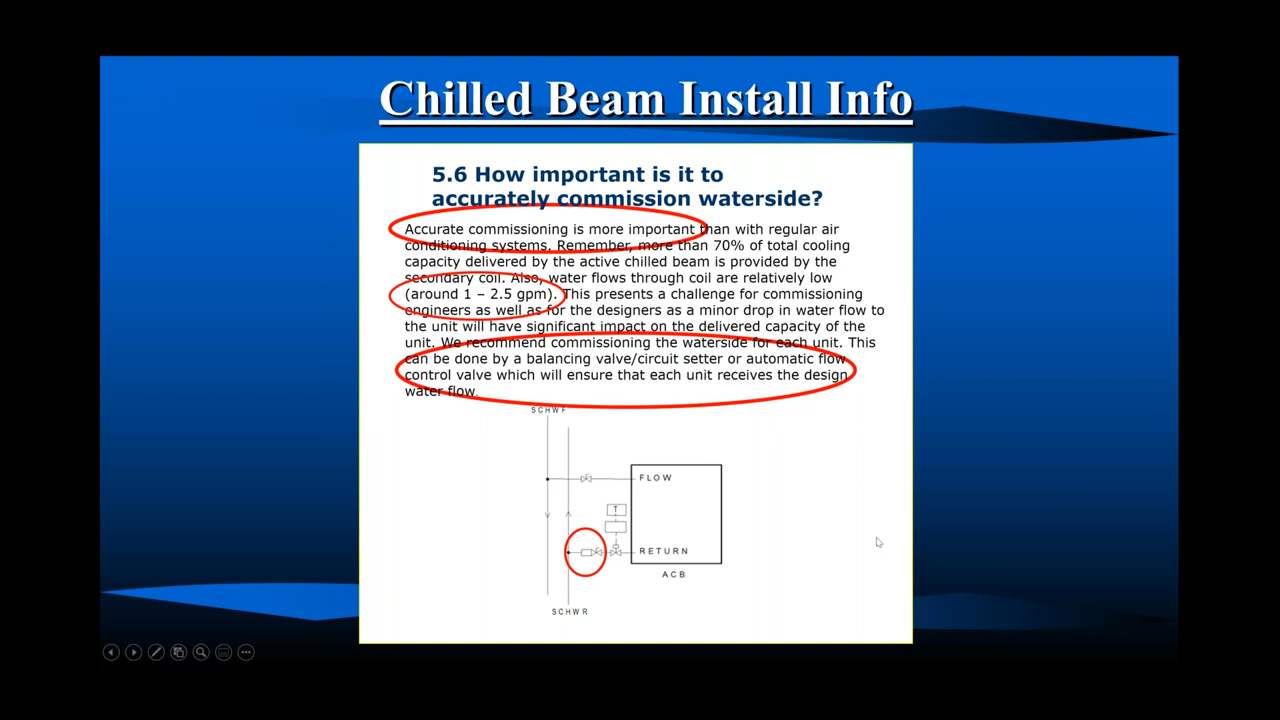 Chilled Beam Install Info
5.6 How important is it to
accurately commission waterside?
Accurate commissioning is more important than with regular air
conditioning systems. Remember, more than 70% of total cooling
capacity delivered by the active chilled beam is provided by the
secondary coil. Also, water flows through coil are relatively low
(around 1 – 2.5 gpm). This presents a challenge for commissioning
engineers as well as for the designers as a minor drop in water flow to
the unit will have significant impact on the delivered capacity of the
unit. We recommend commissioning the waterside for each unit. This
can be done by a balancing valve/circuit setter or automatic flow
control valve which will ensure that each unit receives the design
water flow.
SCHWF
FLOW
T
RETURN
ACB
SCHWR